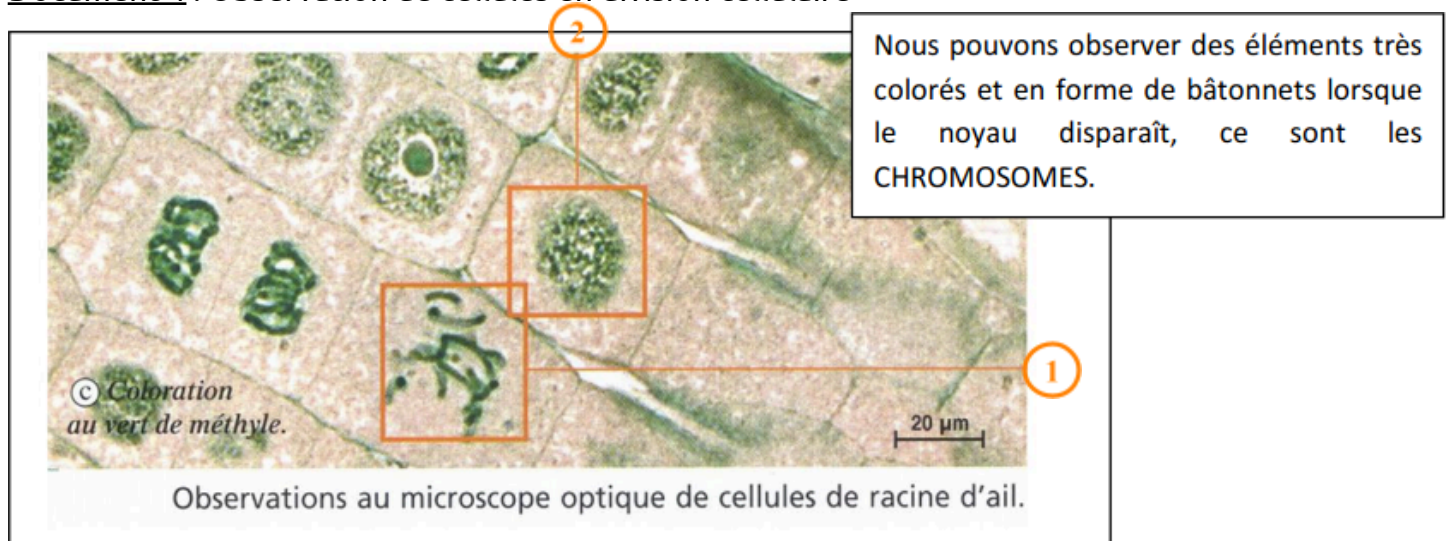 2
Nous pouvons observer des éléments très
colorés et en forme de bâtonnets lorsque
le noyau disparaît, ce sont les
CHROMOSOMES.
1
c Coloration
au vert de méthyle.
20 µm
Observations au microscope optique de cellules de racine d'ail.